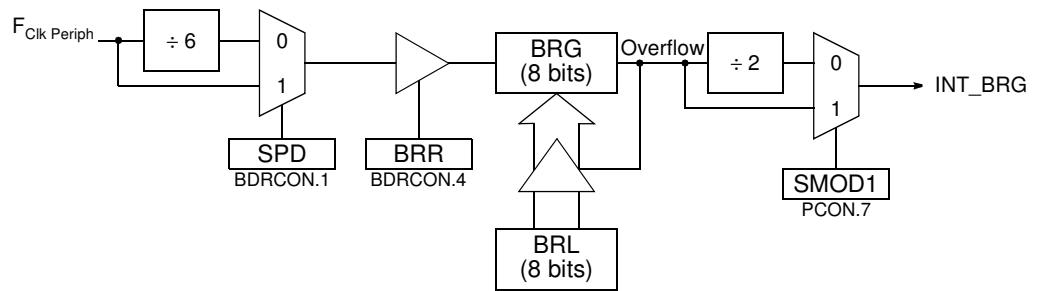 F Clk Periph
÷ 6
0
1
SPD
BDRCON.1
BRR
BDRCON.4
BRG
(8 bits)
Overflow
BRL
(8 bits)
÷ 2
0
1
SMOD1
PCON.7
INT_BRG